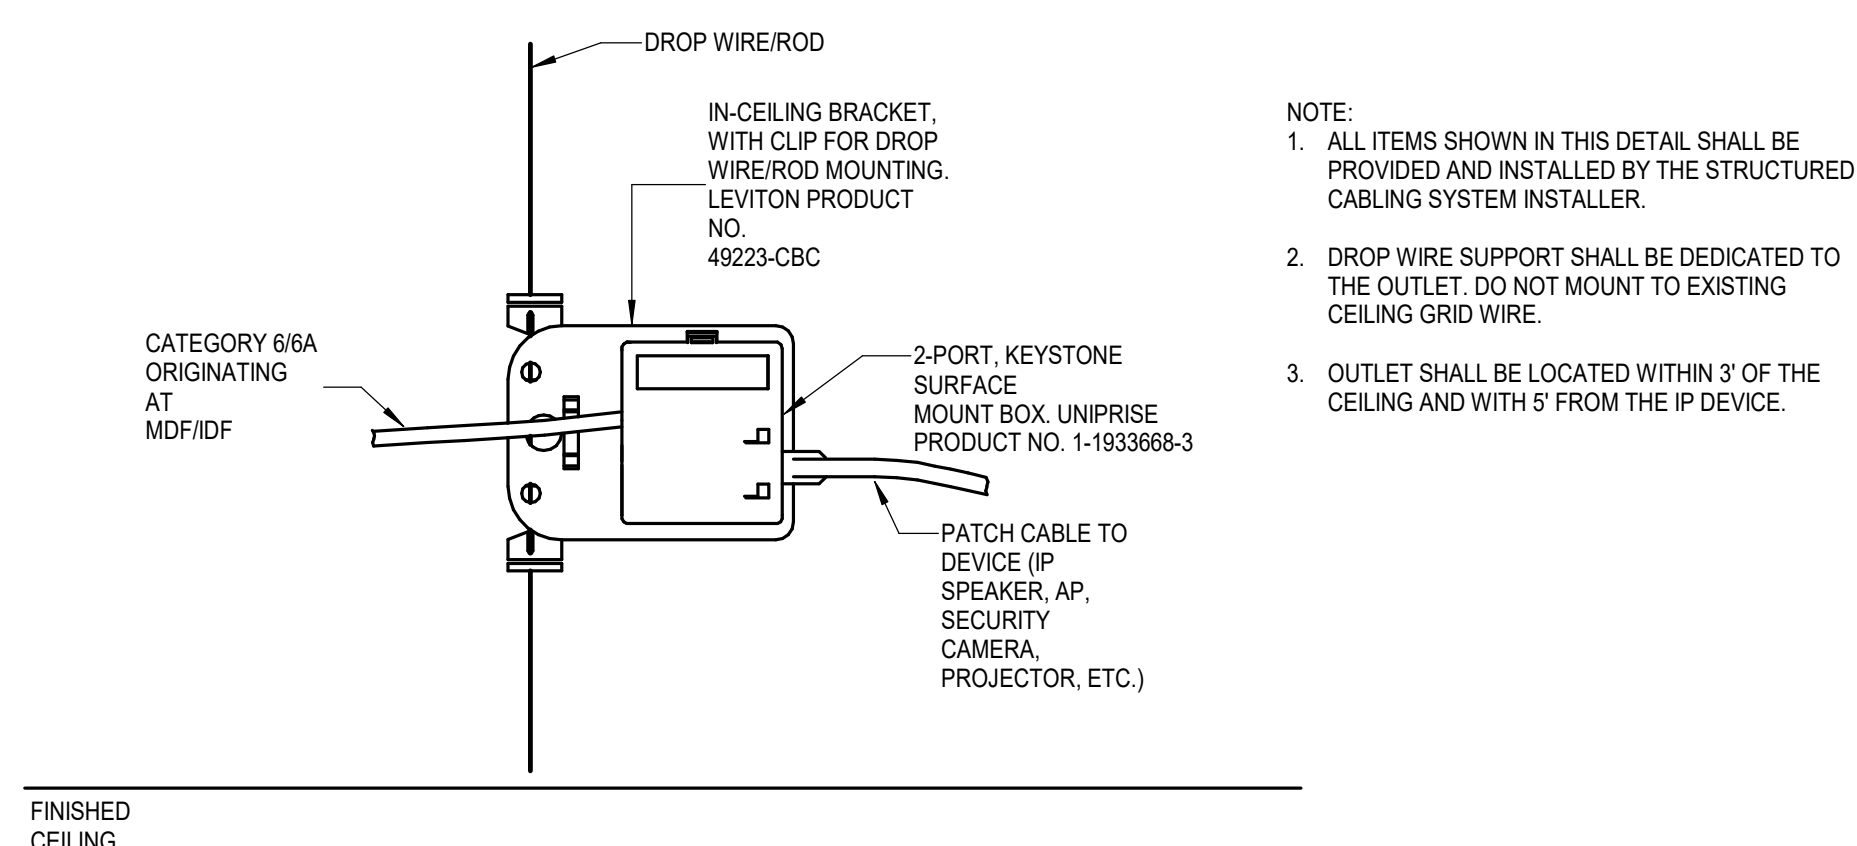 DROP WIRE/ROD
IN-CEILING BRACKET,
WITH CLIP FOR DROP
WIRE/ROD MOUNTING.
LEVITON PRODUCT
NO.
49223-CBC
CATEGORY 6/6A
ORIGINATING
AT
MDF/IDF
2-PORT, KEYSTONE
SURFACE
MOUNT BOX. UNIPRISE
PRODUCT NO. 1-1933668-3
PATCH CABLE TO
DEVICE (IP
SPEAKER, AP,
SECURITY
CAMERA,
PROJECTOR, ETC.)
FINISHED
CEILING
NOTE:
1. ALL ITEMS SHOWN IN THIS DETAIL SHALL BE
PROVIDED AND INSTALLED BY THE STRUCTURED
CABLING SYSTEM INSTALLER.
2. DROP WIRE SUPPORT SHALL BE DEDICATED TO
THE OUTLET. DO NOT MOUNT TO EXISTING
CEILING GRID WIRE.
3. OUTLET SHALL BE LOCATED WITHIN 3' OF THE
CEILING AND WITH 5' FROM THE IP DEVICE.